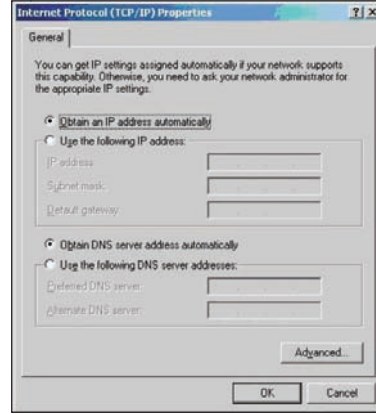 Internet Protocol (TCP/IP) Properties
General
You can get IP settings assigned automatically if your network supports
this capability. Otherwise, you need to ask your network administrator for
the appropriate IP settings.
Obtain an IP address automatically
Use the following IP address:
IP address:
Subnet mask:
Default gateway:
Obtain DNS server address automatically
Use the following DNS server addresses:
Preferred DNS server:
Alternate DNS server:
Advanced...
OK Cancel